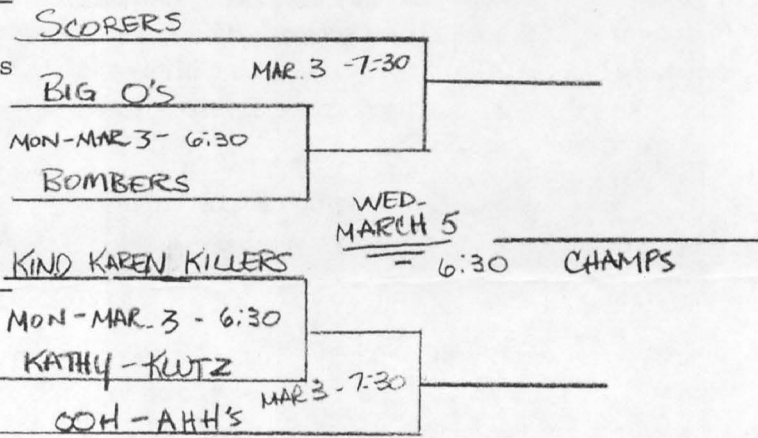 SCORERS
MAR 3 -7:30
S
BIG O'S
MON-MAR 3- 6:30
BOMBERS
WED-
MARCH 5
6:30 CHAMPS
KIND KAREN KILLERS
MON-MAR. 3 - 6:30
KATHY-KLUTZ
MAR 3 - 7:30
OOH-AHH'S